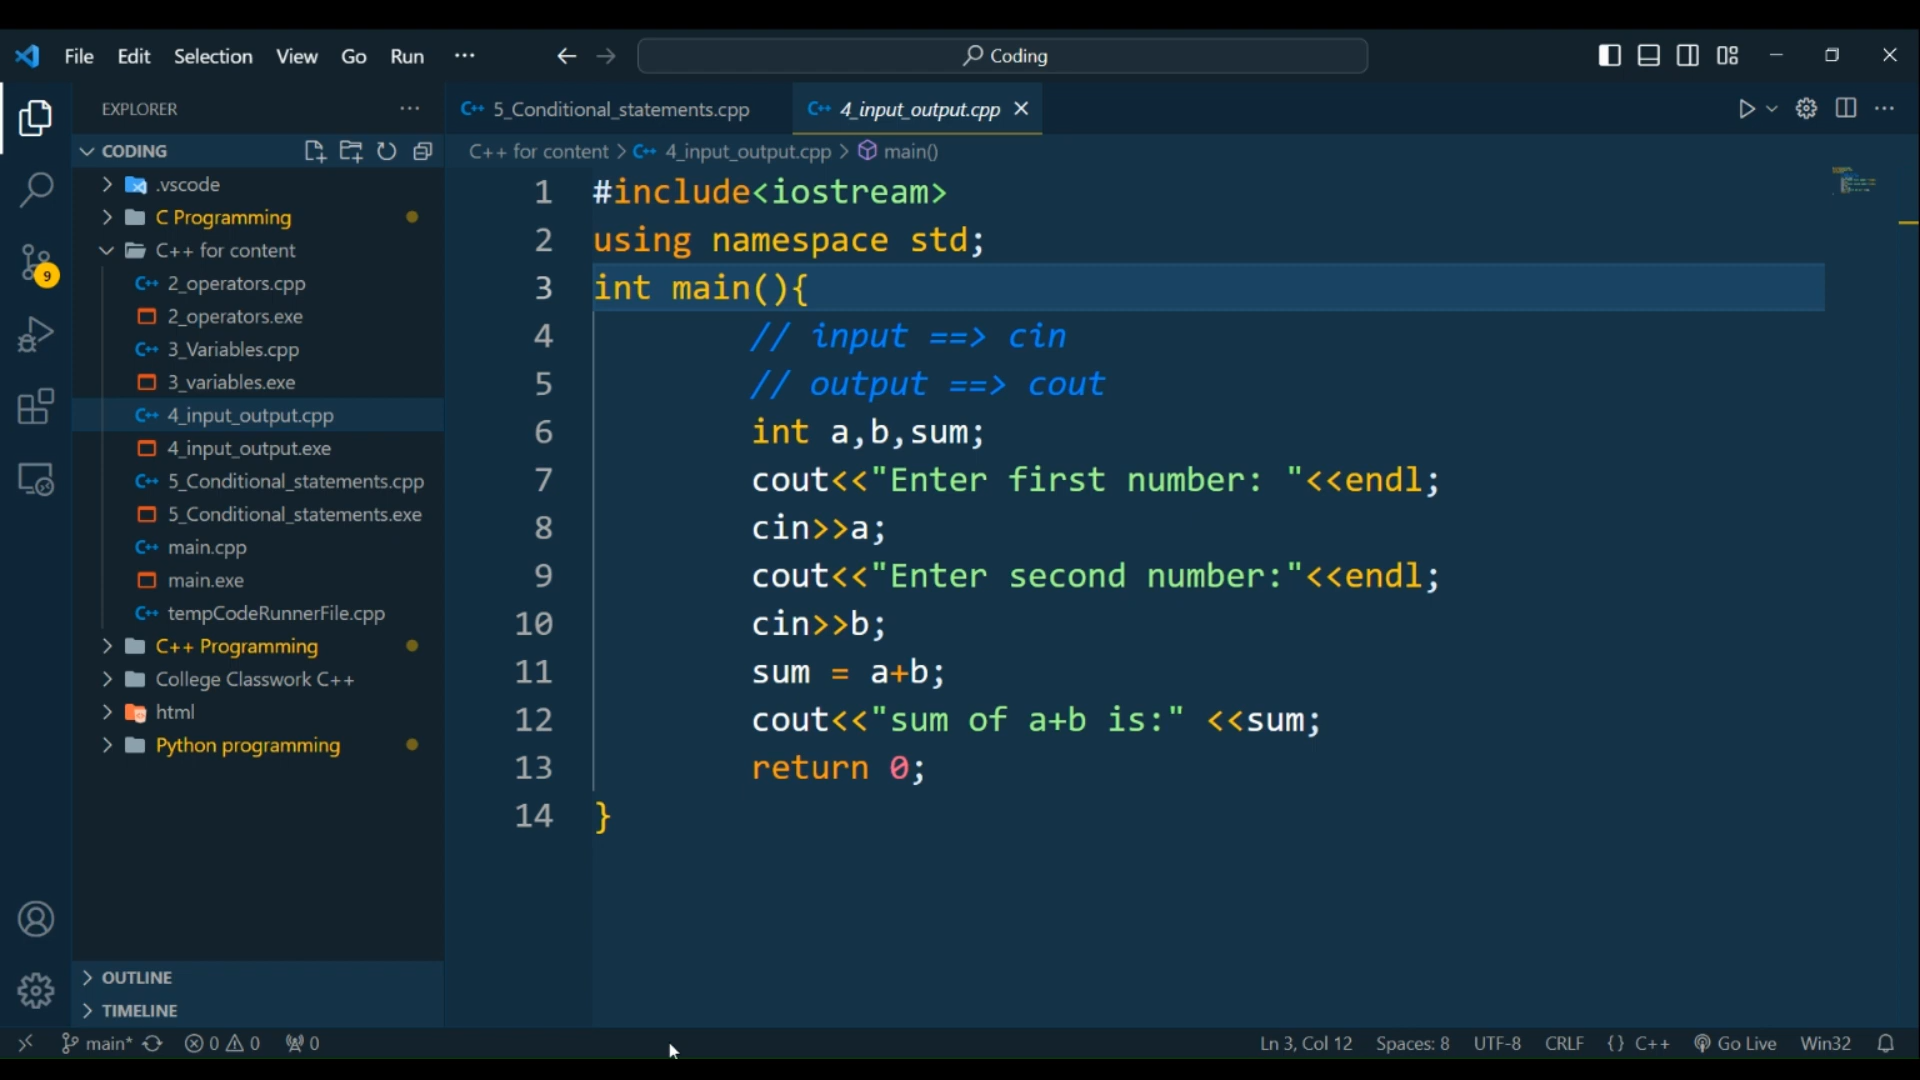 File Edit Selection View Go Run ···
Coding
EXPLORER ···
CODING
.vscode
C Programming
C++ for content
C++ 2_operators.cpp
2_operators.exe
C++ 3_Variables.cpp
3_variables.exe
C++ 4_input_output.cpp
4_input_output.exe
C++ 5_Conditional_statements.cpp
5_Conditional_statements.exe
C++ main.cpp
main.exe
C++ tempCodeRunnerFile.cpp
C++ Programming
College Classwork C++
html
Python programming
OUTLINE
TIMELINE
9
C++ 5_Conditional_statements.cpp C++ 4_input_output.cpp
C++ for content > C++ 4_input_output.cpp > main()
1 #include<iostream>
2 using namespace std;
3 int main(){
4 // input ==> cin
5 // output ==> cout
6 int a,b,sum;
7 cout<<"Enter first number: "<<endl;
8 cin>>a;
9 cout<<"Enter second number:"<<endl;
10 cin>>b;
11 sum = a+b;
12 cout<<"sum of a+b is:" <<sum;
13 return 0;
14 }
main* 0 0 0 Ln 3, Col 12 Spaces: 8 UTF-8 CRLF {} C++ Go Live Win32